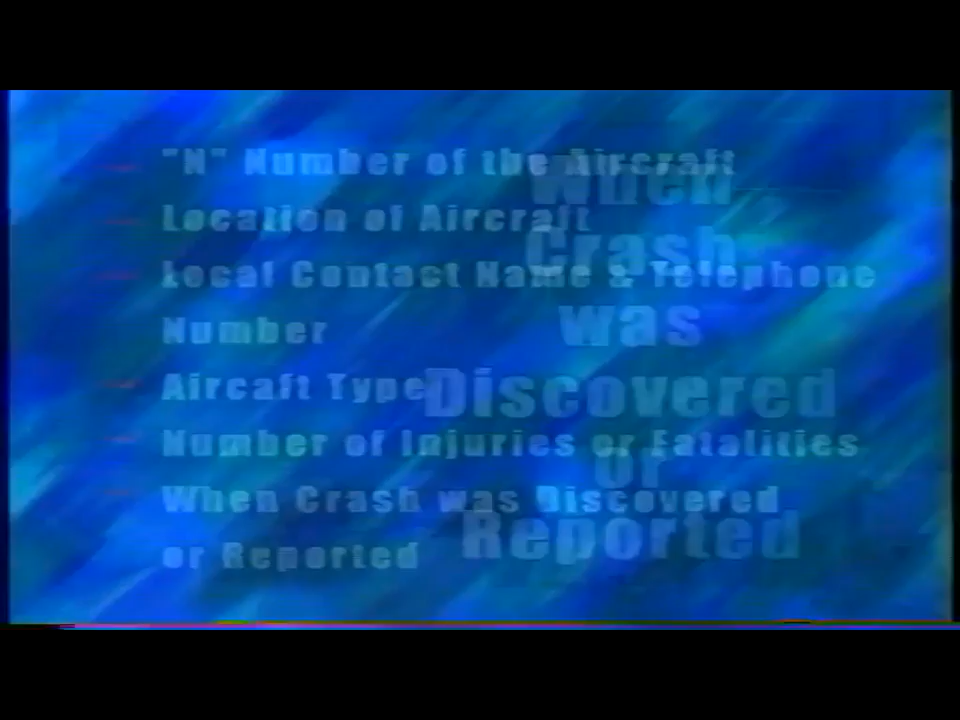 "N" Number of the Aircraft
Location of Aircraft
Local Contact Name & Telephone
Number
Aircaft Type
Number of Injuries or Fatalities
When Crash was Discovered
or Reported
When
Crash
was
Discovered
or
Reported